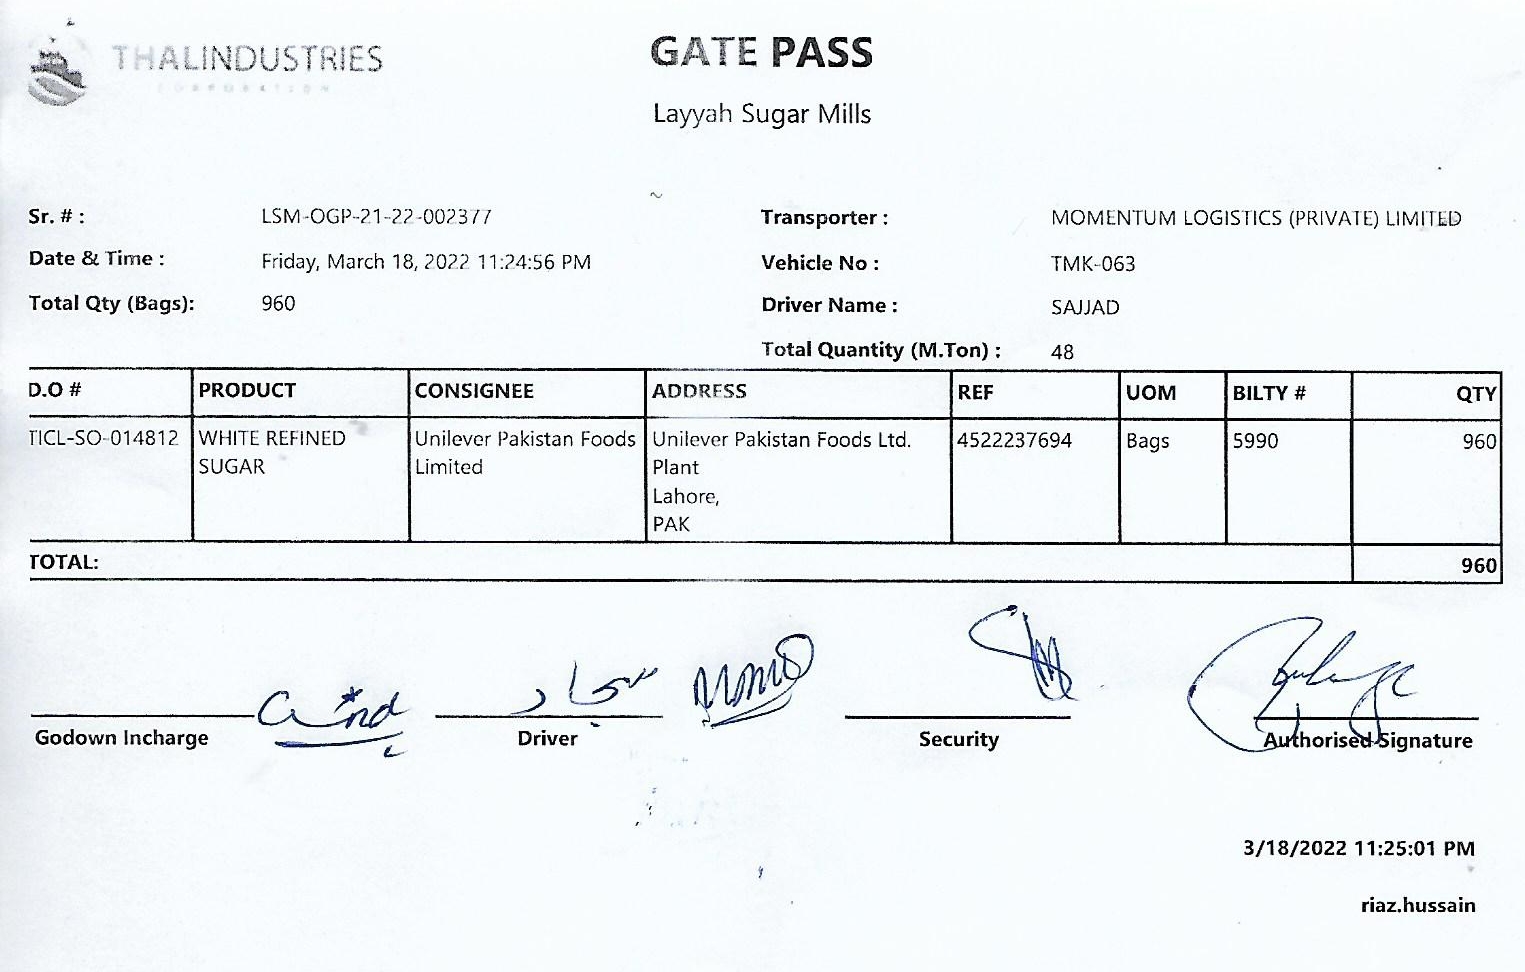 THALINDUSTRIES
CORPORATION
GATE PASS
Layyah Sugar Mills
Sr. # : LSM-OGP-21-22-002377
Date & Time : Friday, March 18, 2022 11:24:56 PM
Total Qty (Bags): 960
Transporter : MOMENTUM LOGISTICS (PRIVATE) LIMITED
Vehicle No : TMK-063
Driver Name : SAJJAD
Total Quantity (M.Ton) : 48
D.O # PRODUCT CONSIGNEE ADDRESS REF UOM BILTY # QTY
TICL-SO-014812 WHITE REFINED Unilever Pakistan Foods Unilever Pakistan Foods Ltd. 4522237694 Bags 5990 960
SUGAR Limited Plant
Lahore,
PAK
TOTAL: 960
سجاد
Godown Incharge Driver Security Authorised Signature
3/18/2022 11:25:01 PM
riaz.hussain